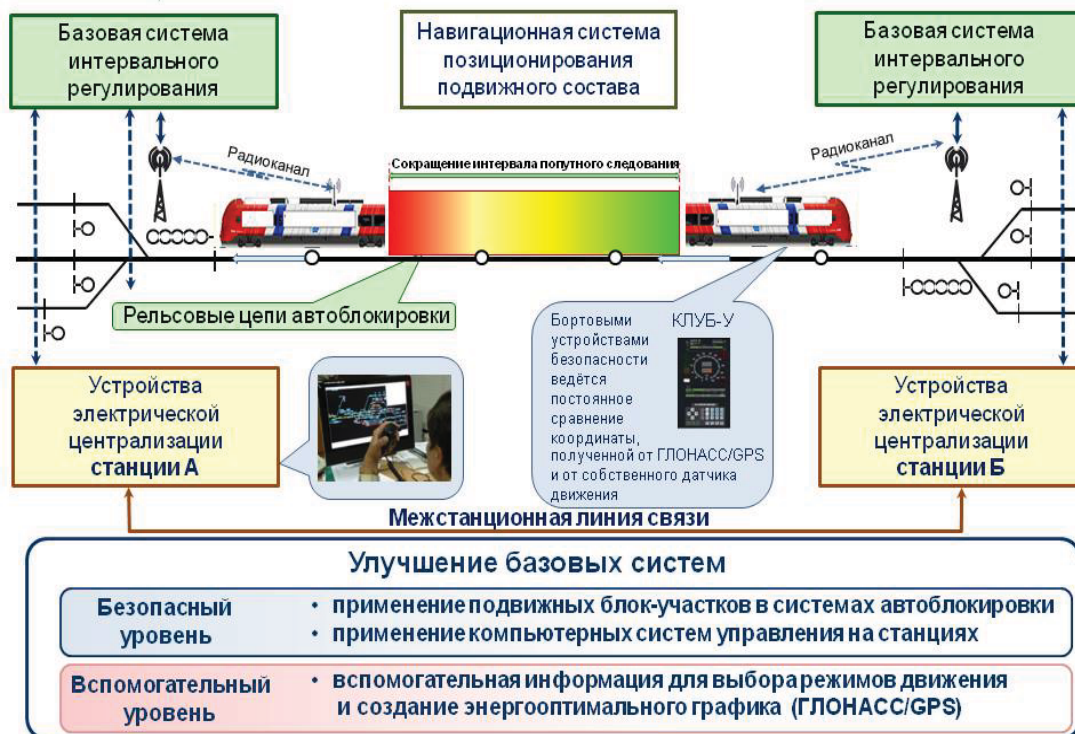 Базовая система
интервального
регулирования
Навигационная система
позиционирования
подвижного состава
Базовая система
интервального
регулирования
Радиоканал
Сокращение интервала попутного следования
Радиоканал
Рельсовые цепи автоблокировки
Бортовыми
устройствами
безопасности
ведётся
постоянное
сравнение
координаты,
полученной от ГЛОНАСС/GPS
и от собственного датчика
движения
КЛУБ-У
Устройства
электрической
централизации
станции А
Устройства
электрической
централизации
станции Б
Межстанционная линия связи
Улучшение базовых систем
Безопасный
уровень
• применение подвижных блок-участков в системах автоблокировки
• применение компьютерных систем управления на станциях
Вспомогательный
уровень
• вспомогательная информация для выбора режимов движения
и создание энергооптимального графика (ГЛОНАСС/GPS)